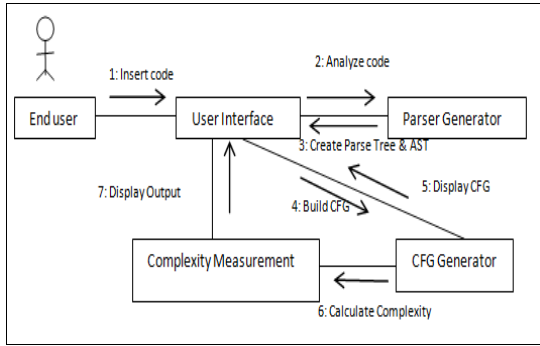 1: Insert code
2: Analyze code
End user
User Interface
Parser Generator
3: Create Parse Tree & AST
7: Display Output
4: Build CFG
5: Display CFG
Complexity Measurement
CFG Generator
6: Calculate Complexity